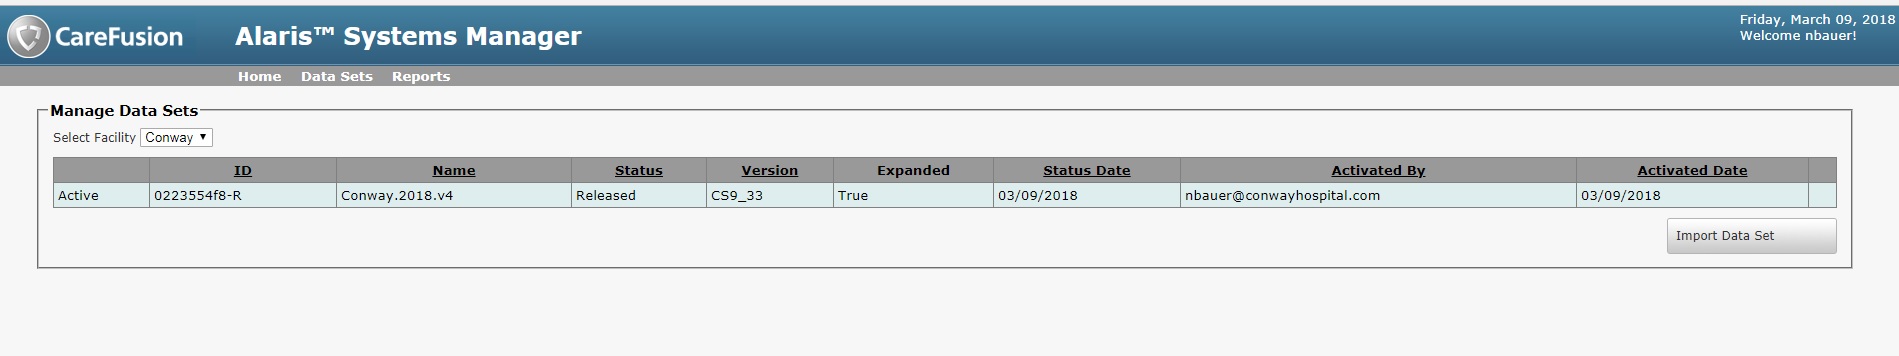 CareFusion
Alaris™ Systems Manager
Friday, March 09, 2018
Welcome nbauer!
Home Data Sets Reports
Manage Data Sets
Select Facility Conway
ID Name Status Version Expanded Status Date Activated By Activated Date
Active 0223554f8-R Conway.2018.v4 Released CS9_33 True 03/09/2018 nbauer@conwayhospital.com 03/09/2018
Import Data Set